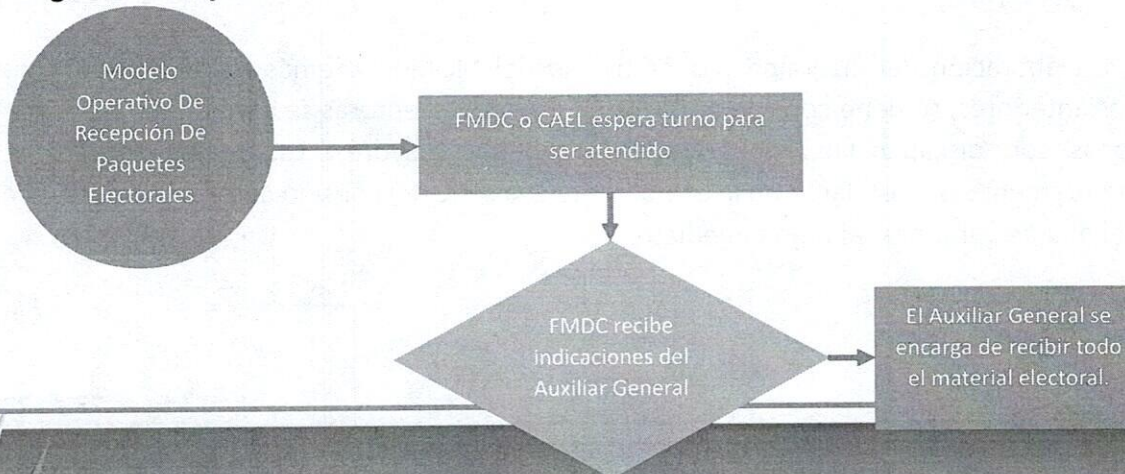 Modelo
Operativo De
Recepción De
Paquetes
Electorales
FMDC o CAEL espera turno para
ser atendido
FMDC recibe
indicaciones del
Auxiliar General
El Auxiliar General se
encarga de recibir todo
el material electoral.